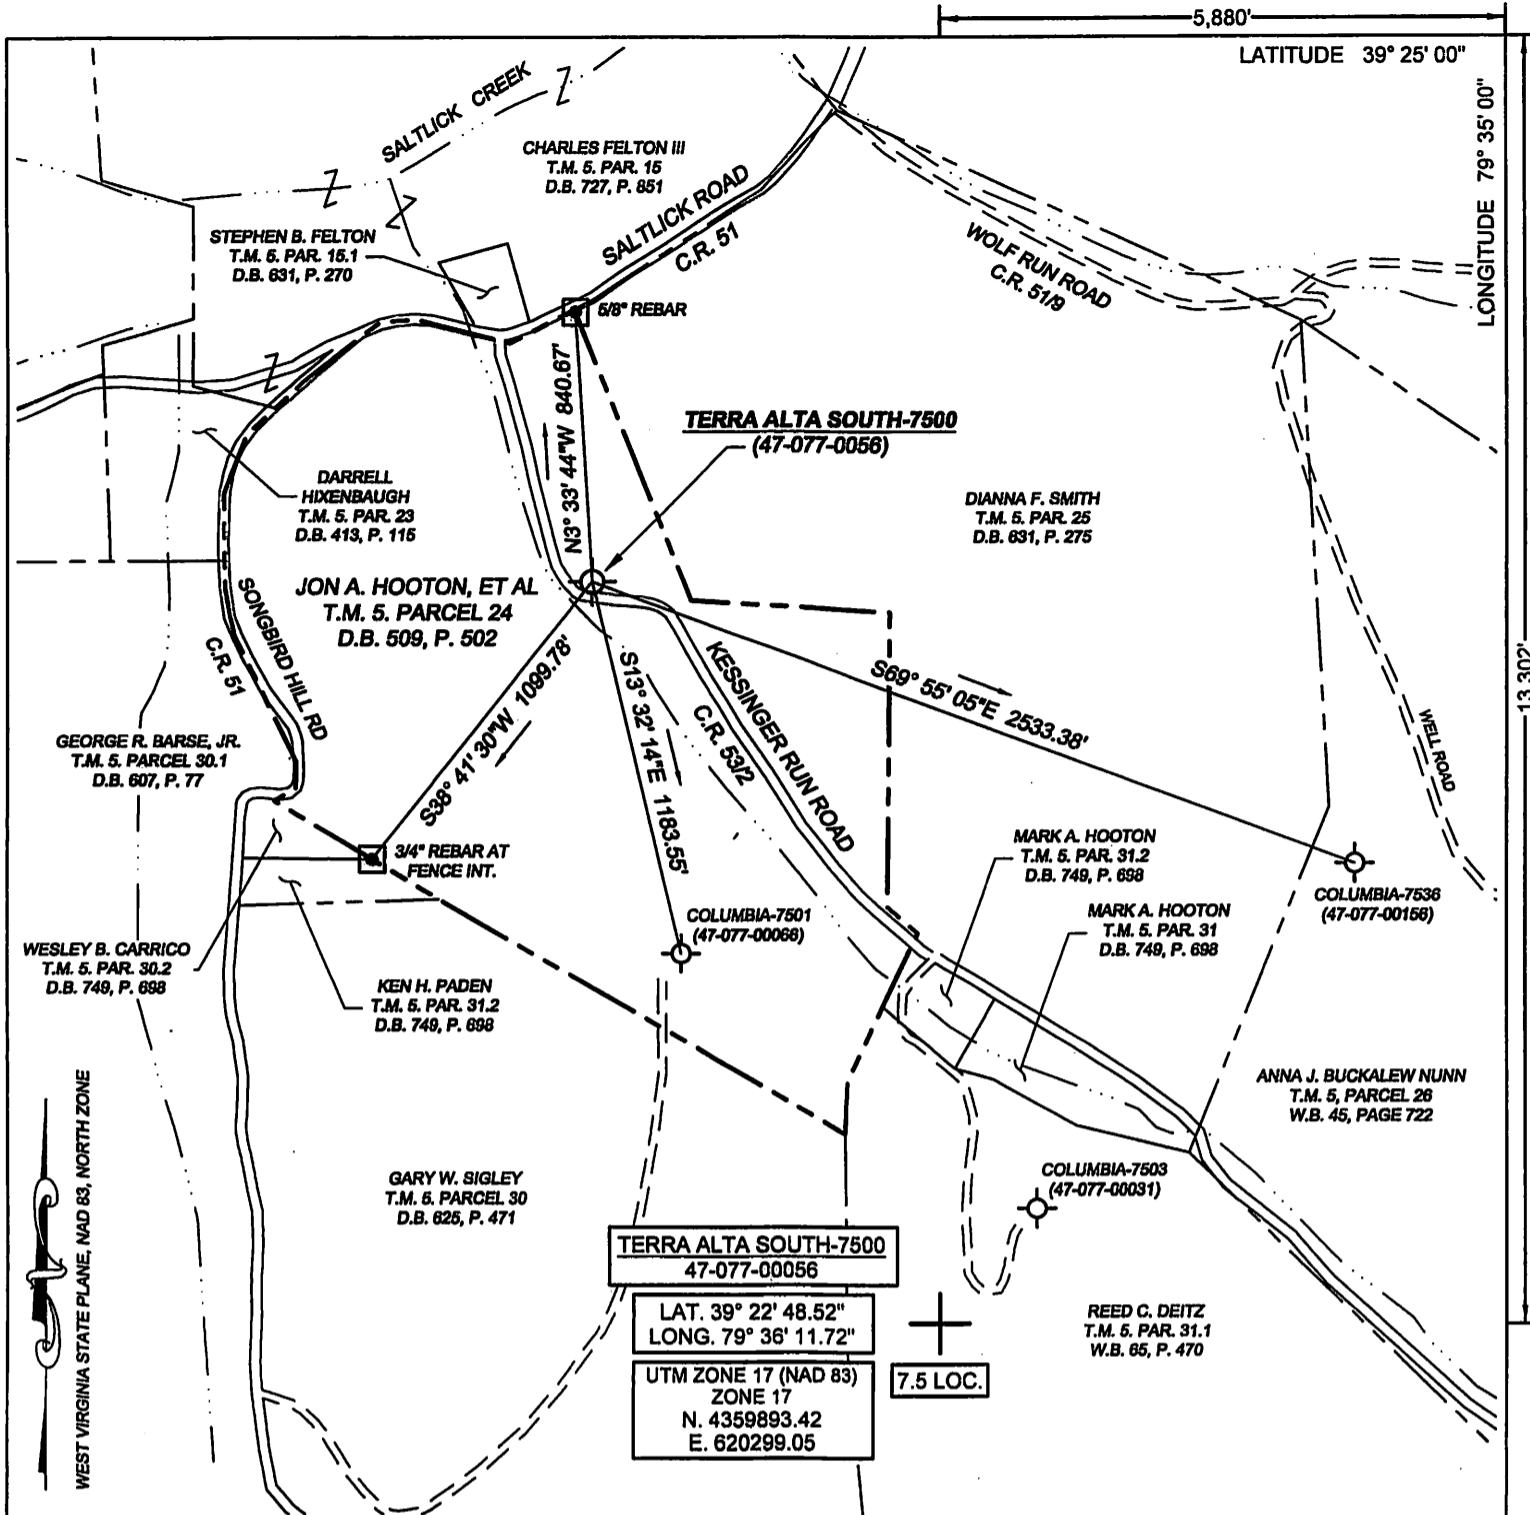 5,880'
LATITUDE 39° 25' 00"
LONGITUDE 79° 35' 00"
13,302'
SALTLICK CREEK
CHARLES FELTON III
T.M. 5. PAR. 15
D.B. 727, P. 851
STEPHEN B. FELTON
T.M. 5. PAR. 15.1
D.B. 631, P. 270
SALTLICK ROAD
C.R. 51
WOLF RUN ROAD
C.R. 51/9
5/8" REBAR
N3° 33' 44"W 840.67'
TERRA ALTA SOUTH-7500
(47-077-0056)
DARRELL
HIXENBAUGH
T.M. 5. PAR. 23
D.B. 413, P. 115
DIANNA F. SMITH
T.M. 5. PAR. 25
D.B. 631, P. 275
JON A. HOOTON, ET AL
T.M. 5. PARCEL 24
D.B. 509, P. 502
SONGBIRD HILL RD
C.R. 51
S38° 41' 30"W 1099.78'
S13° 32' 14"E 1183.55'
KESSINGER RUN ROAD
C.R. 53/2
S69° 55' 05"E 2533.38'
WELL ROAD
GEORGE R. BARSE, JR.
T.M. 5. PARCEL 30.1
D.B. 607, P. 77
3/4" REBAR AT
FENCE INT.
MARK A. HOOTON
T.M. 5. PAR. 31.2
D.B. 749, P. 698
COLUMBIA-7536
(47-077-00156)
MARK A. HOOTON
T.M. 5. PAR. 31
D.B. 749, P. 698
COLUMBIA-7501
(47-077-00066)
WESLEY B. CARRICO
T.M. 5. PAR. 30.2
D.B. 749, P. 698
KEN H. PADEN
T.M. 5. PAR. 31.2
D.B. 749, P. 698
ANNA J. BUCKALEW NUNN
T.M. 5, PARCEL 26
W.B. 45, PAGE 722
WEST VIRGINIA STATE PLANE, NAD 83, NORTH ZONE
GARY W. SIGLEY
T.M. 5. PARCEL 30
D.B. 625, P. 471
COLUMBIA-7503
(47-077-00031)
TERRA ALTA SOUTH-7500
47-077-00056
LAT. 39° 22' 48.52"
LONG. 79° 36' 11.72"
UTM ZONE 17 (NAD 83)
ZONE 17
N. 4359893.42
E. 620299.05
7.5 LOC.
REED C. DEITZ
T.M. 5. PAR. 31.1
W.B. 65, P. 470